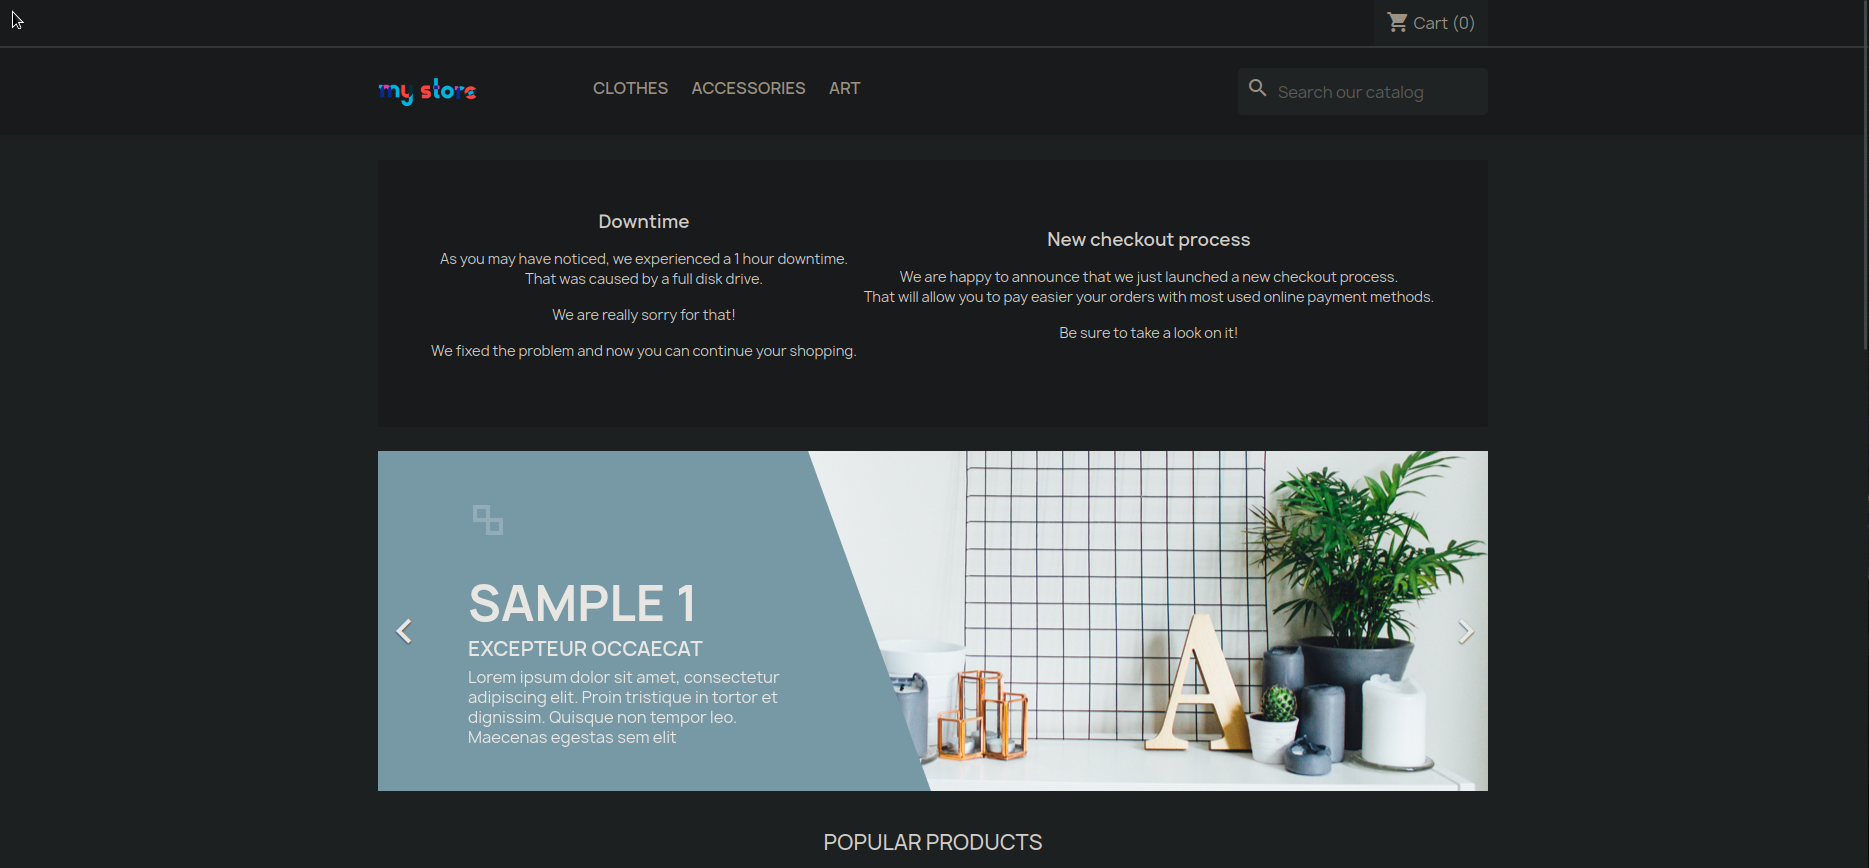 Cart (0)
my store
CLOTHES ACCESSORIES ART
Search our catalog
Downtime
As you may have noticed, we experienced a 1 hour downtime.
That was caused by a full disk drive.
We are really sorry for that!
We fixed the problem and now you can continue your shopping.
New checkout process
We are happy to announce that we just launched a new checkout process.
That will allow you to pay easier your orders with most used online payment methods.
Be sure to take a look on it!
SAMPLE 1
EXCEPTEUR OCCAECAT
Lorem ipsum dolor sit amet, consectetur
adipiscing elit. Proin tristique in tortor et
dignissim. Quisque non tempor leo.
Maecenas egestas sem elit
A
POPULAR PRODUCTS